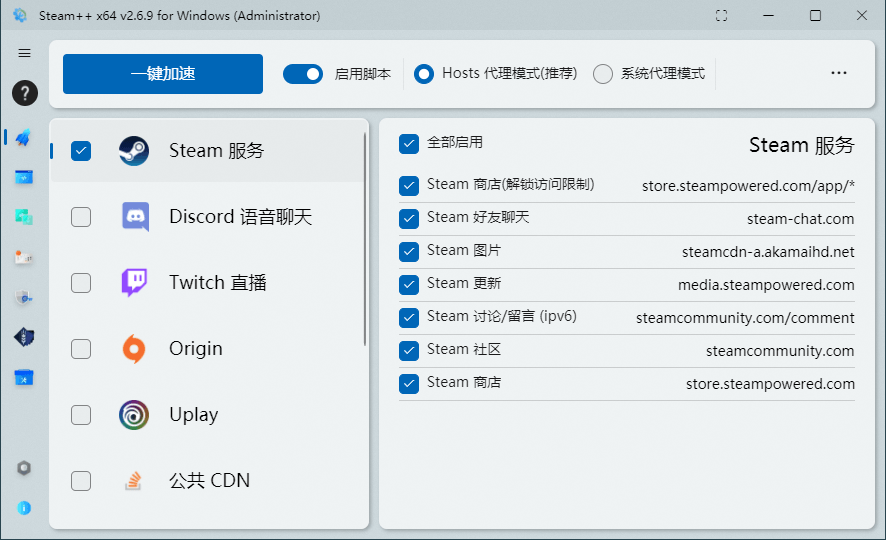 Steam++ x64 v2.6.9 for Windows (Administrator)
一键加速
启用脚本
Hosts 代理模式(推荐)
系统代理模式
Steam 服务
Discord 语音聊天
Twitch 直播
Origin
Uplay
公共 CDN
全部启用
Steam 服务
Steam 商店(解锁访问限制) store.steampowered.com/app/*
Steam 好友聊天 steam-chat.com
Steam 图片 steamcdn-a.akamaihd.net
Steam 更新 media.steampowered.com
Steam 讨论/留言 (ipv6) steamcommunity.com/comment
Steam 社区 steamcommunity.com
Steam 商店 store.steampowered.com